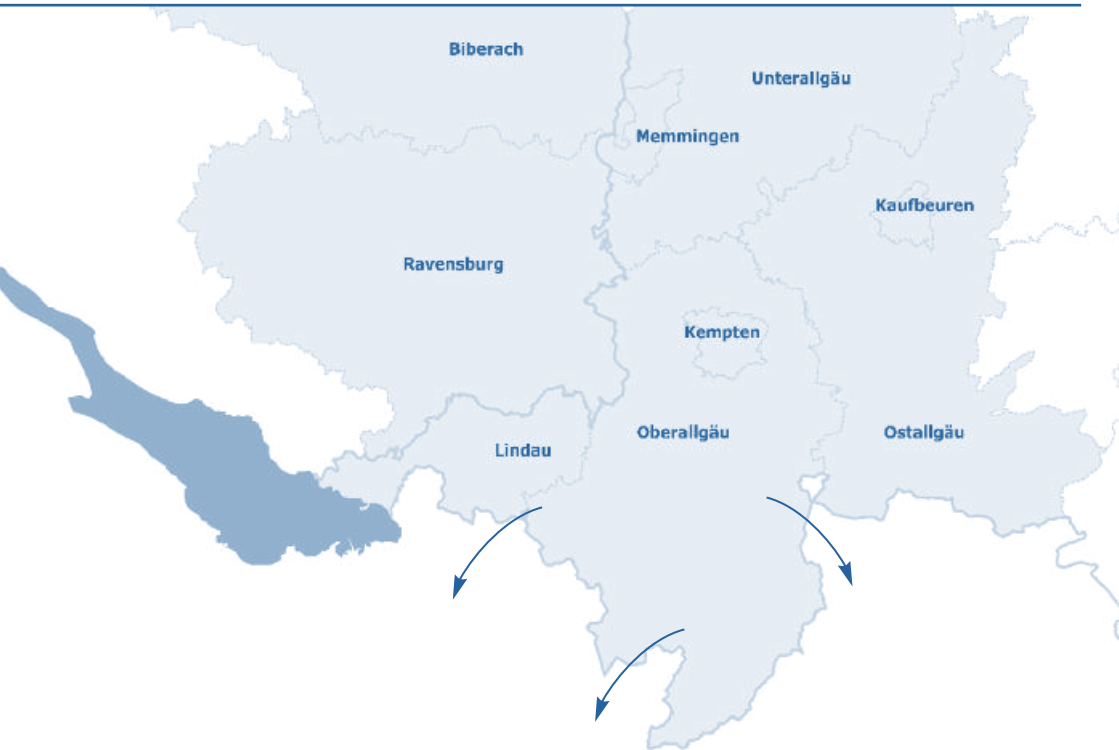 Biberach
Unterallgäu
Memmingen
Kaufbeuren
Ravensburg
Kempten
Oberallgäu
Ostallgäu
Lindau